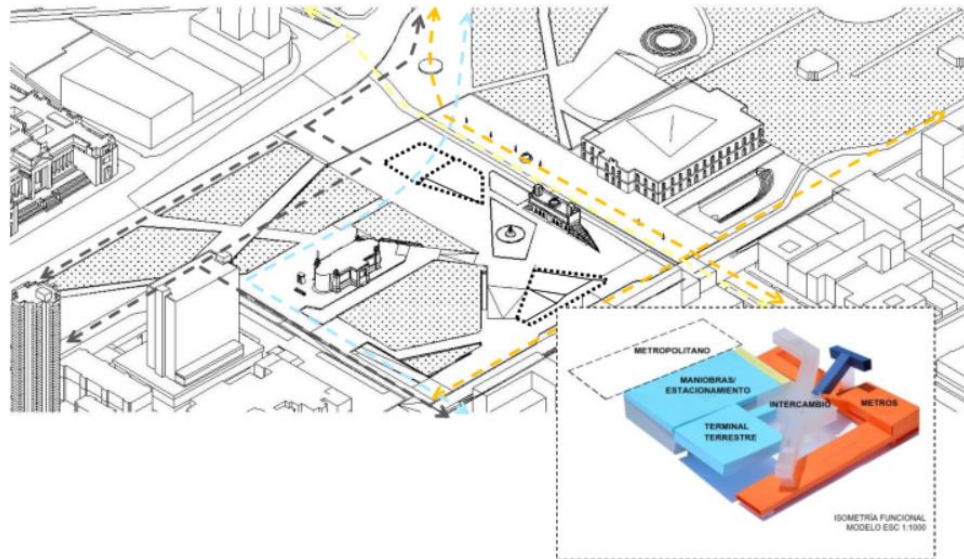 METROPOLITANO
MANIOBRAS/
ESTACIONAMIENTO
INTERCAMBIO
METROS
TERMINAL
TERRESTRE
ISOMETRÍA FUNCIONAL
MODELO ESC 1:1000